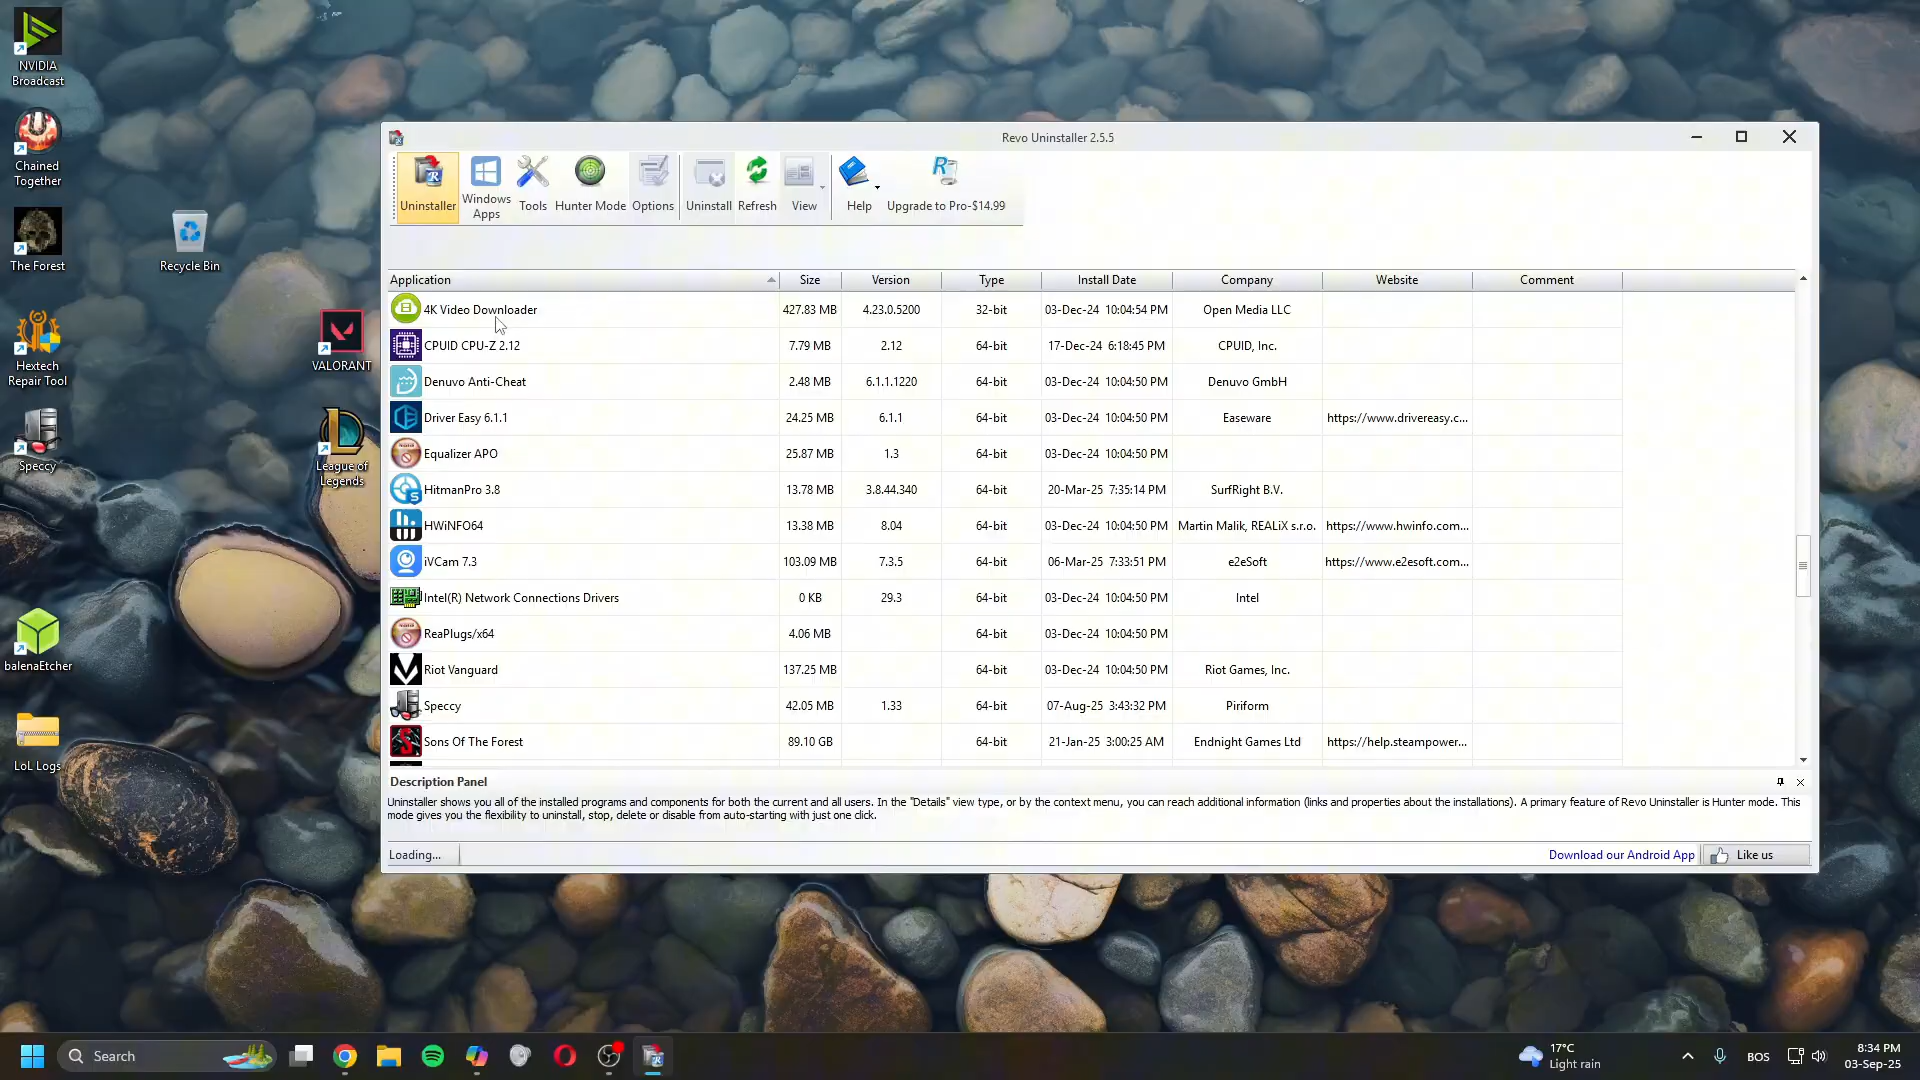 NVIDIA
Broadcast
Chained
Together
The Forest
Hextech
Repair Tool
Speccy
balenaEtcher
LoL Logs
Recycle Bin
VALORANT
League of
Legends
Revo Uninstaller 2.5.5
Uninstaller
Windows
Apps
Tools
Hunter Mode
Options
Uninstall
Refresh
View
Help
Upgrade to Pro-$14.99
Application Size Version Type Install Date Company Website Comment
4K Video Downloader 427.83 MB 4.23.0.5200 32-bit 03-Dec-24 10:04:54 PM Open Media LLC
CPUID CPU-Z 2.12 7.79 MB 2.12 64-bit 17-Dec-24 6:18:45 PM CPUID, Inc.
Denuvo Anti-Cheat 2.48 MB 6.1.1.1220 64-bit 03-Dec-24 10:04:50 PM Denuvo GmbH
Driver Easy 6.1.1 24.25 MB 6.1.1 64-bit 03-Dec-24 10:04:50 PM Easeware https://www.drivereasy.c...
Equalizer APO 25.87 MB 1.3 64-bit 03-Dec-24 10:04:50 PM
HitmanPro 3.8 13.78 MB 3.8.44.340 64-bit 20-Mar-25 7:35:14 PM SurfRight B.V.
HWiNFO64 13.38 MB 8.04 64-bit 03-Dec-24 10:04:50 PM Martin Malik, REALiX s.r.o. https://www.hwinfo.com...
iVCam 7.3 103.09 MB 7.3.5 64-bit 06-Mar-25 7:33:51 PM e2eSoft https://www.e2esoft.com...
Intel(R) Network Connections Drivers 0 KB 29.3 64-bit 03-Dec-24 10:04:50 PM Intel
ReaPlugs/x64 4.06 MB 64-bit 03-Dec-24 10:04:50 PM
Riot Vanguard 137.25 MB 64-bit 03-Dec-24 10:04:50 PM Riot Games, Inc.
Speccy 42.05 MB 1.33 64-bit 07-Aug-25 3:43:32 PM Piriform
Sons Of The Forest 89.10 GB 64-bit 21-Jan-25 3:00:25 AM Endnight Games Ltd https://help.steampower...
Description Panel
Uninstaller shows you all of the installed programs and components for both the current and all users. In the "Details" view type, or by the context menu, you can reach additional information (links and properties about the installations). A primary feature of Revo Uninstaller is Hunter mode. This
mode gives you the flexibility to uninstall, stop, delete or disable from auto-starting with just one click.
Loading... Download our Android App Like us
Search
17°C
Light rain
BOS
8:34 PM
03-Sep-25